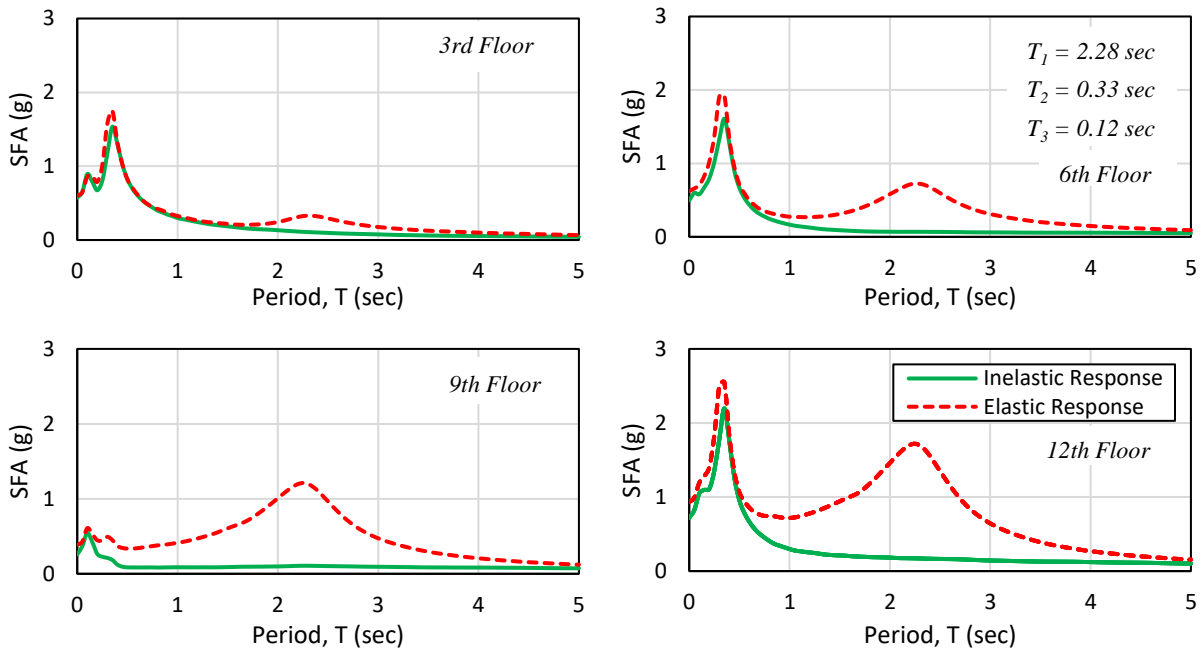 3
2
1
0
SFA (g)
3rd Floor
0 1 2 3 4 5
Period, T (sec)
3
2
1
0
SFA (g)
T1 = 2.28 sec
T2 = 0.33 sec
T3 = 0.12 sec
6th Floor
0 1 2 3 4 5
Period, T (sec)
3
2
1
0
SFA (g)
9th Floor
0 1 2 3 4 5
Period, T (sec)
3
2
1
0
SFA (g)
Inelastic Response
Elastic Response
12th Floor
0 1 2 3 4 5
Period, T (sec)